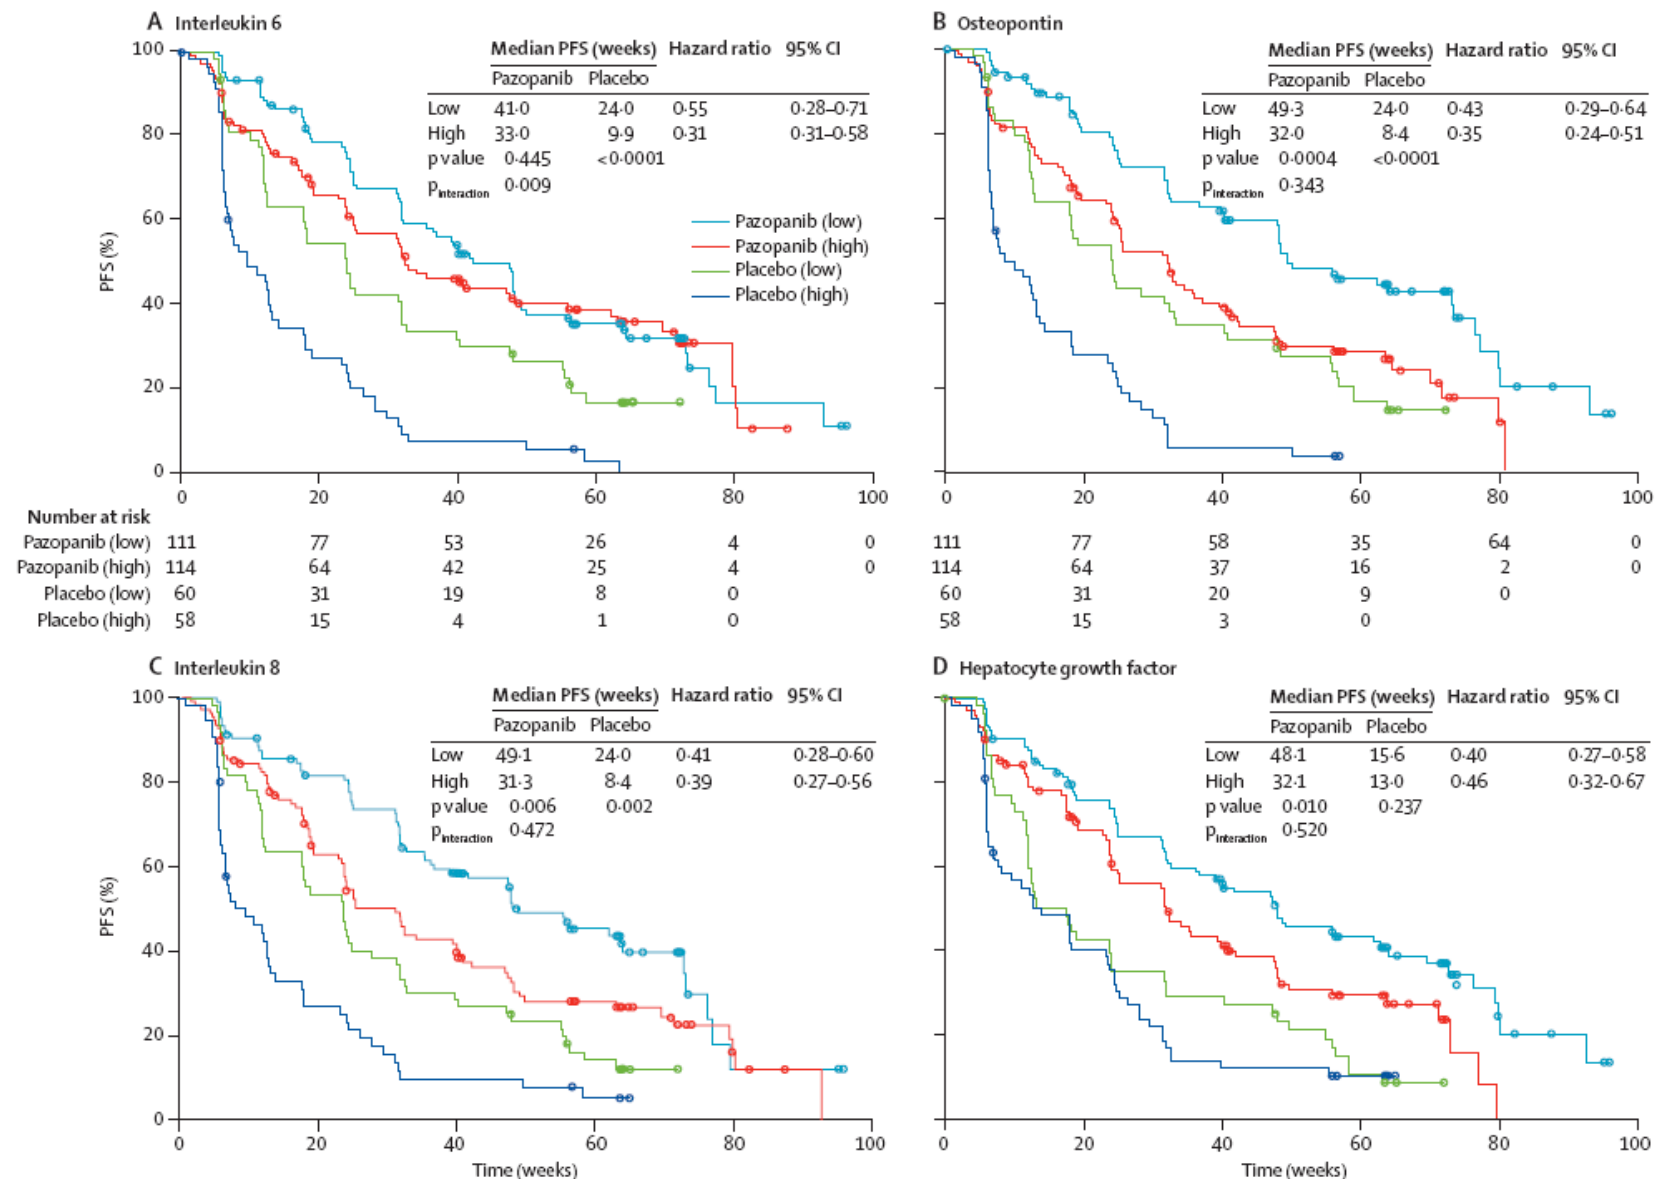 A Interleukin 6
Median PFS (weeks) Hazard ratio 95% CI
Pazopanib Placebo
Low 41·0 24·0 0·55 0·28–0·71
High 33·0 9·9 0·31 0·31–0·58
p value 0·445 <0·0001
pinteraction 0·009
Pazopanib (low)
Pazopanib (high)
Placebo (low)
Placebo (high)
PFS (%)
100
80
60
40
20
0
0 20 40 60 80 100
B Osteopontin
Median PFS (weeks) Hazard ratio 95% CI
Pazopanib Placebo
Low 49·3 24·0 0·43 0·29–0·64
High 32·0 8·4 0·35 0·24–0·51
p value 0·0004 <0·0001
pinteraction 0·343
0 20 40 60 80 100
Number at risk
Pazopanib (low) 111 77 53 26 4 0 111 77 58 35 64 0
Pazopanib (high) 114 64 42 25 4 0 114 64 37 16 2 0
Placebo (low) 60 31 19 8 0 60 31 20 9 0
Placebo (high) 58 15 4 1 0 58 15 3 0
C Interleukin 8
Median PFS (weeks) Hazard ratio 95% CI
Pazopanib Placebo
Low 49·1 24·0 0·41 0·28–0·60
High 31·3 8·4 0·39 0·27–0·56
p value 0·006 0·002
pinteraction 0·472
PFS (%)
100
80
60
40
20
0
0 20 40 60 80 100
Time (weeks)
D Hepatocyte growth factor
Median PFS (weeks) Hazard ratio 95% CI
Pazopanib Placebo
Low 48·1 15·6 0·40 0·27–0·58
High 32·1 13·0 0·46 0·32-0·67
p value 0·010 0·237
pinteraction 0·520
0 20 40 60 80 100
Time (weeks)